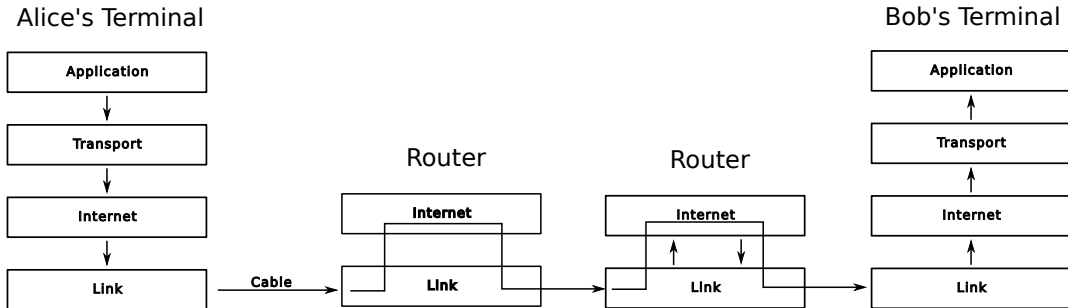 Alice's Terminal
Application
Transport
Internet
Link
Cable
Router
Internet
Link
Router
Internet
Link
Bob's Terminal
Application
Transport
Internet
Link